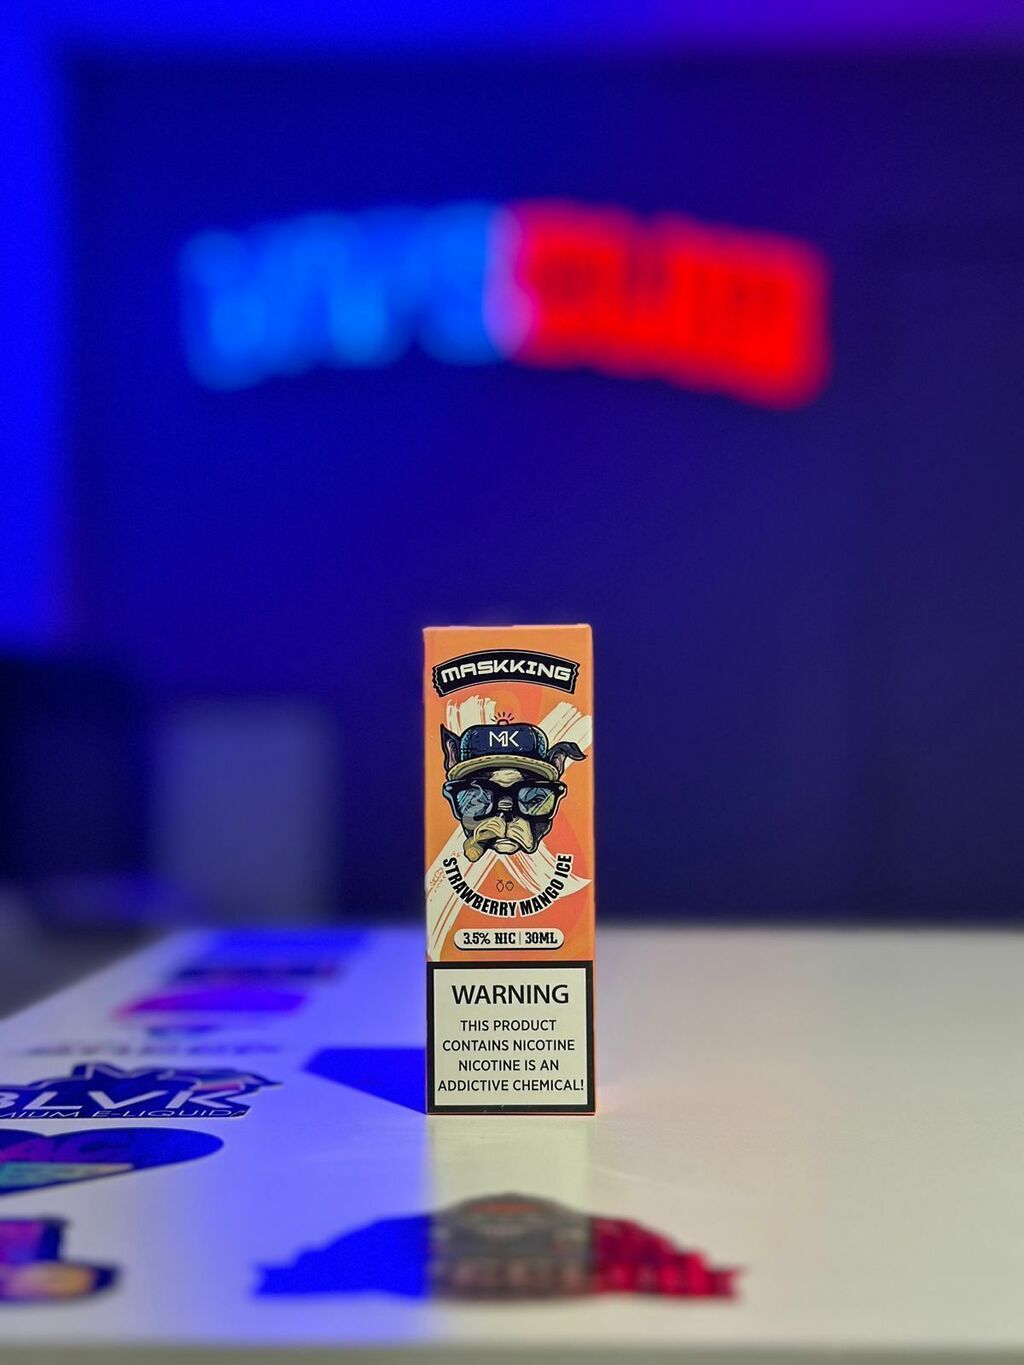 MASKKING
MK
STRAWBERRY MANGO ICE
3.5% NIC | 30ML
WARNING
THIS PRODUCT
CONTAINS NICOTINE
NICOTINE IS AN
ADDICTIVE CHEMICAL!
BLVK
E-LIQUID